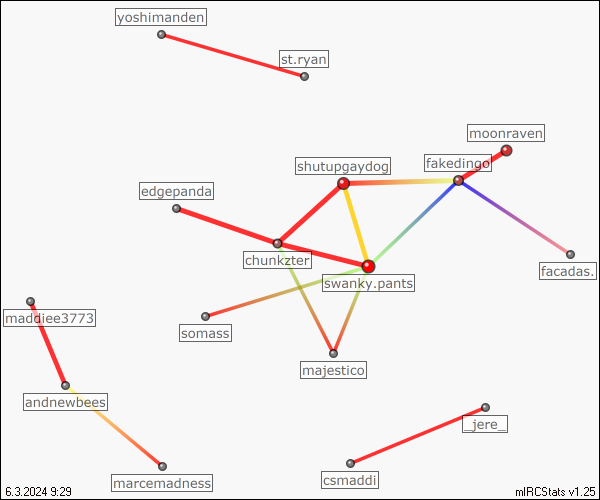 yoshimanden
st.ryan
moonraven
shutupgaydog
fakedingo!
edgepanda
chunkzter
facadas.
swanky.pants
maddiee3773
somass
majestico
andnewbees
_jere_
marcemadness
csmaddi
6.3.2024 9:29
mIRCStats v1.25